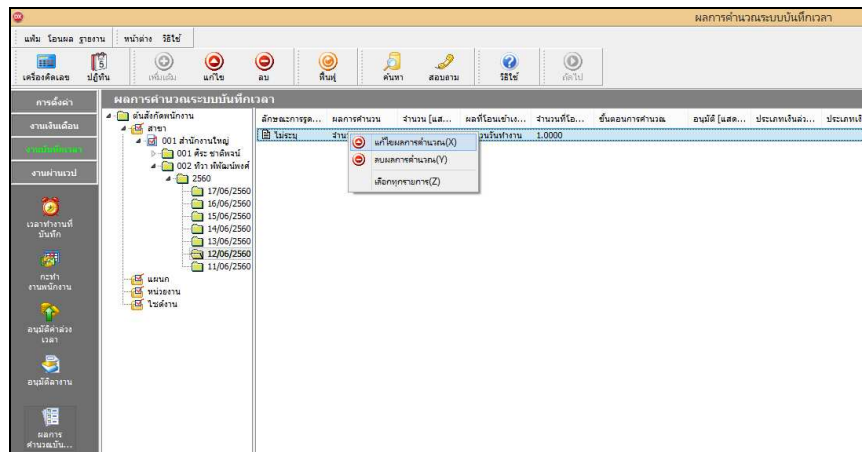 ผลการคำนวณระบบบันทึกเวลา
แฟ้ม โอนผล รายงาน หน้าต่าง วิธีใช้
เครื่องคิดเลข ปฏิทิน เพิ่มเติม แก้ไข ลบ ฟื้นฟู ค้นหา สอบถาม วิธีใช้ ถัดไป
การตั้งค่า
งานเงินเดือน
งานบันทึกเวลา
งานผ่านเวป
เวลาทำงานที่
บันทึก
กะทำ
งานพนักงาน
อนุมัติค่าล่วง
เวลา
อนุมัติลางาน
ผลการ
คำนวณบัน...
ผลการคำนวณระบบบันทึกเวลา
ต้นสังกัดพนักงาน
สาขา
001 สำนักงานใหญ่
001 ศิระ ชาติพจน์
002 ทิวา พิพัฒน์พงศ์
2560
17/06/2560
16/06/2560
15/06/2560
14/06/2560
13/06/2560
12/06/2560
11/06/2560
แผนก
หน่วยงาน
ไซต์งาน
ลักษณะการรูด... ผลการคำนวน จำนวน [แส... ผลที่โอนเข้าง... จำนวนที่โอ... ขั้นตอนการคำนวณ อนุมัติ [แสด... ประเภทเงินล่ว...
ไม่ระบุ วนวันทำงาน 1.0000
แก้ไขผลการคำนวณ(X)
ลบผลการคำนวณ(Y)
เลือกทุกรายการ(Z)